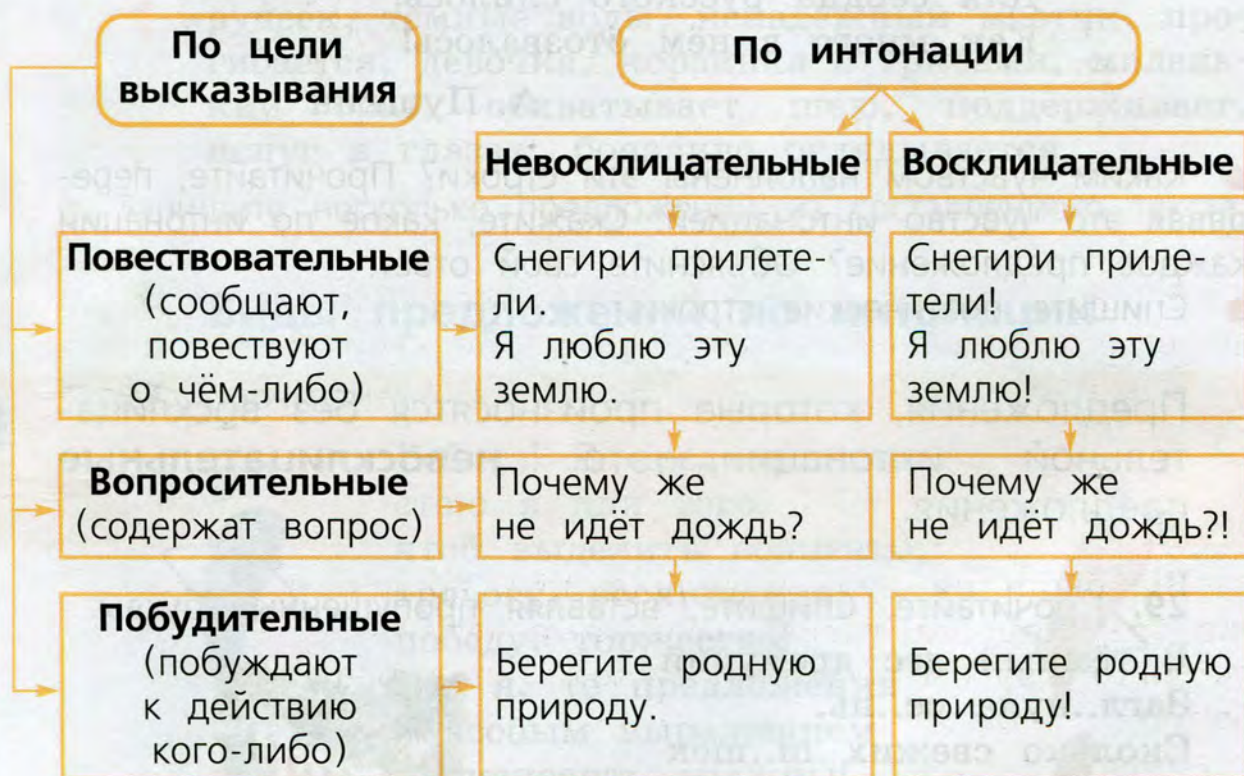 По цели
высказывания
По интонации
Невосклицательные
Восклицательные
Повествовательные
(сообщают,
повествуют
о чём-либо)
Снегири прилете-
ли.
Я люблю эту
землю.
Снегири приле-
тели!
Я люблю эту
землю!
Вопросительные
(содержат вопрос)
Почему же
не идёт дождь?
Почему же
не идёт дождь?!
Побудительные
(побуждают
к действию
кого-либо)
Берегите родную
природу.
Берегите родную
природу!